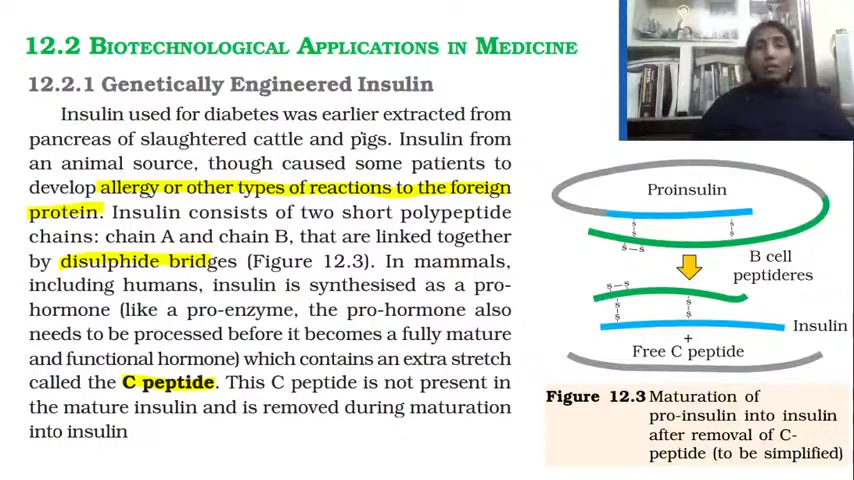 12.2 BIOTECHNOLOGICAL APPLICATIONS IN MEDICINE
12.2.1 Genetically Engineered Insulin
Insulin used for diabetes was earlier extracted from
pancreas of slaughtered cattle and pigs. Insulin from
an animal source, though caused some patients to
develop allergy or other types of reactions to the foreign
protein. Insulin consists of two short polypeptide
chains: chain A and chain B, that are linked together
by disulphide bridges (Figure 12.3). In mammals,
including humans, insulin is synthesised as a pro-
hormone (like a pro-enzyme, the pro-hormone also
needs to be processed before it becomes a fully mature
and functional hormone) which contains an extra stretch
called the C peptide. This C peptide is not present in
the mature insulin and is removed during maturation
into insulin
Proinsulin
s
s
s
s
s—s
B cell
peptideres
s—s
s
s
s
s
Insulin
+
Free C peptide
Figure 12.3 Maturation of
pro-insulin into insulin
after removal of C-
peptide (to be simplified)